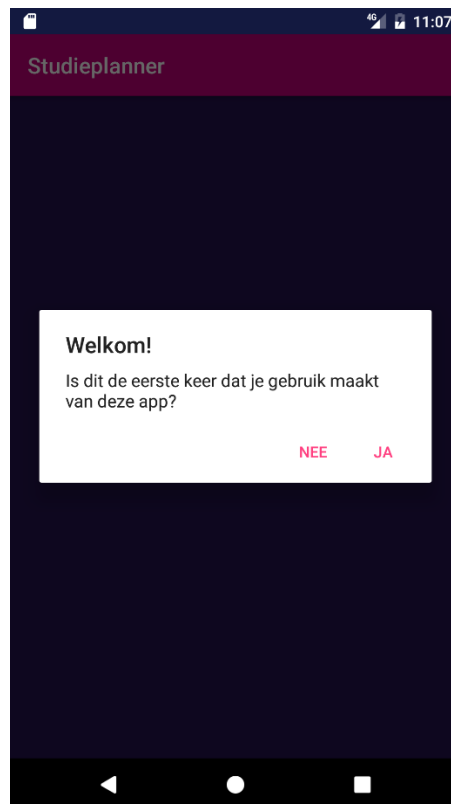 4G 11:07
Studieplanner
Welkom!
Is dit de eerste keer dat je gebruik maakt
van deze app?
NEE JA